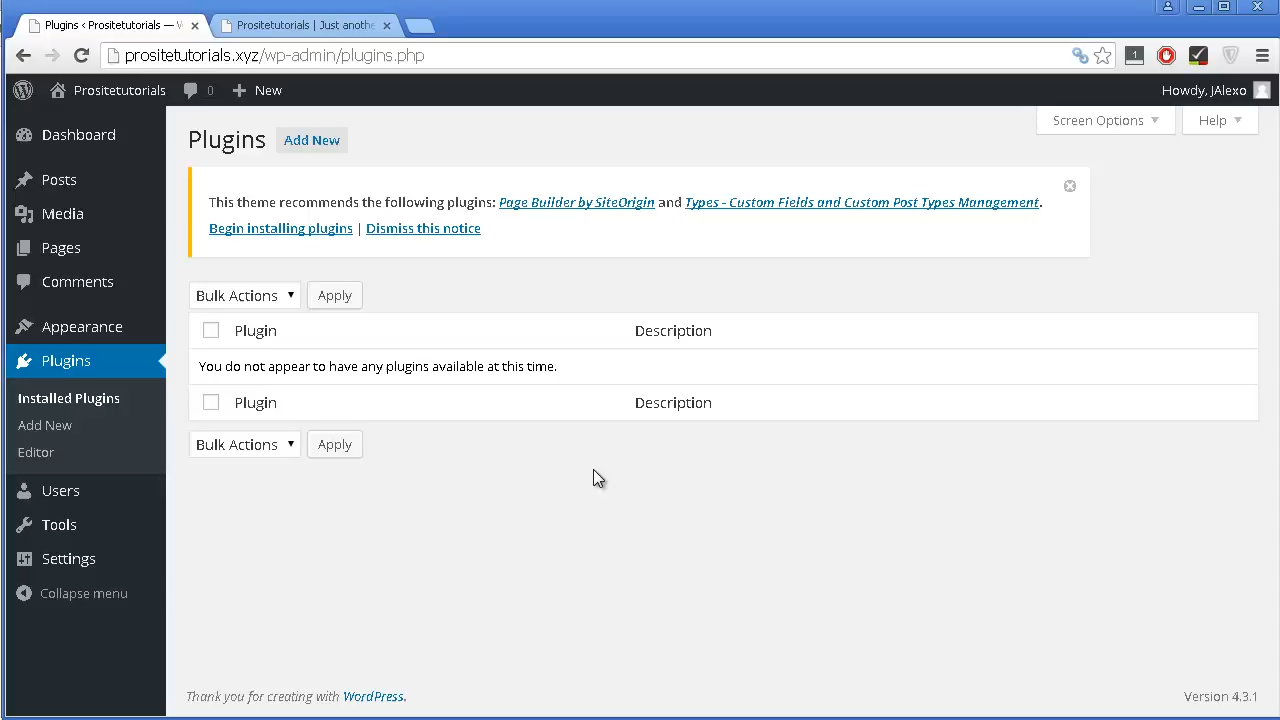 Plugins ‹ Prositetutorials —
Prositetutorials | Just anothe
prositetutorials.xyz/wp-admin/plugins.php
1
Prositetutorials
0
New
Howdy, JAlexo
Dashboard
Posts
Media
Pages
Comments
Appearance
Plugins
Installed Plugins
Add New
Editor
Users
Tools
Settings
Collapse menu
Screen Options
Help
Plugins
Add New
This theme recommends the following plugins: Page Builder by SiteOrigin and Types - Custom Fields and Custom Post Types Management.
Begin installing plugins | Dismiss this notice
Bulk Actions
Apply
Plugin
Description
You do not appear to have any plugins available at this time.
Plugin
Description
Bulk Actions
Apply
Thank you for creating with WordPress.
Version 4.3.1